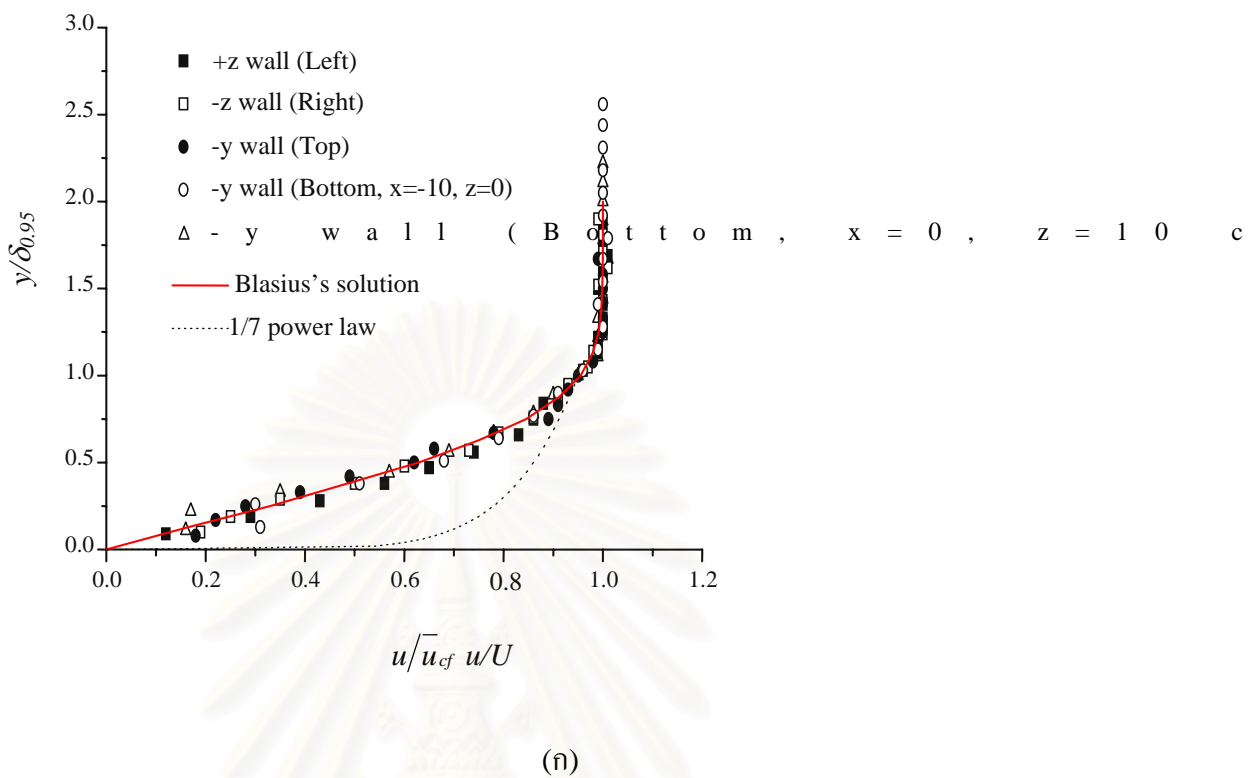 3.0
+z wall (Left)
2.5
-z wall (Right)
-y wall (Top)
-y wall (Bottom, x=-10, z=0)
2.0
- y w a l l ( B o t t o m , x = 0 , z = 1 0 c
y/δ0.95
1.5
Blasius's solution
1/7 power law
1.0
0.5
0.0
0.0 0.2 0.4 0.6 0.8 1.0 1.2
u/u̅cf u/U
(ก)